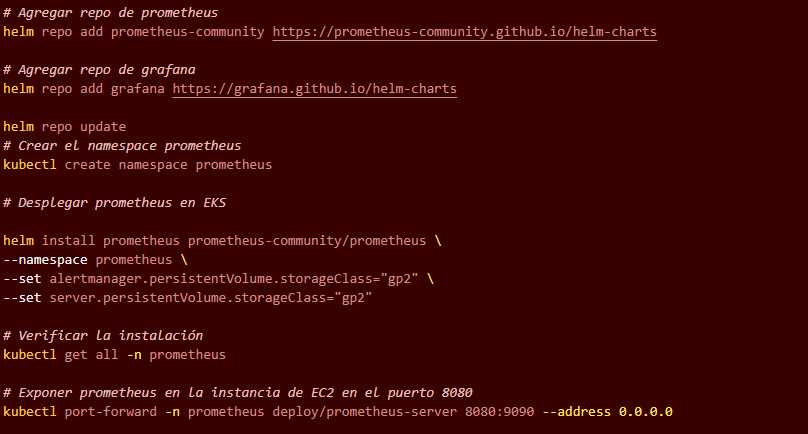 # Agregar repo de prometheus
helm repo add prometheus-community https://prometheus-community.github.io/helm-charts
# Agregar repo de grafana
helm repo add grafana https://grafana.github.io/helm-charts
helm repo update
# Crear el namespace prometheus
kubectl create namespace prometheus
# Desplegar prometheus en EKS
helm install prometheus prometheus-community/prometheus \
--namespace prometheus \
--set alertmanager.persistentVolume.storageClass="gp2" \
--set server.persistentVolume.storageClass="gp2"
# Verificar la instalación
kubectl get all -n prometheus
# Exponer prometheus en la instancia de EC2 en el puerto 8080
kubectl port-forward -n prometheus deploy/prometheus-server 8080:9090 --address 0.0.0.0